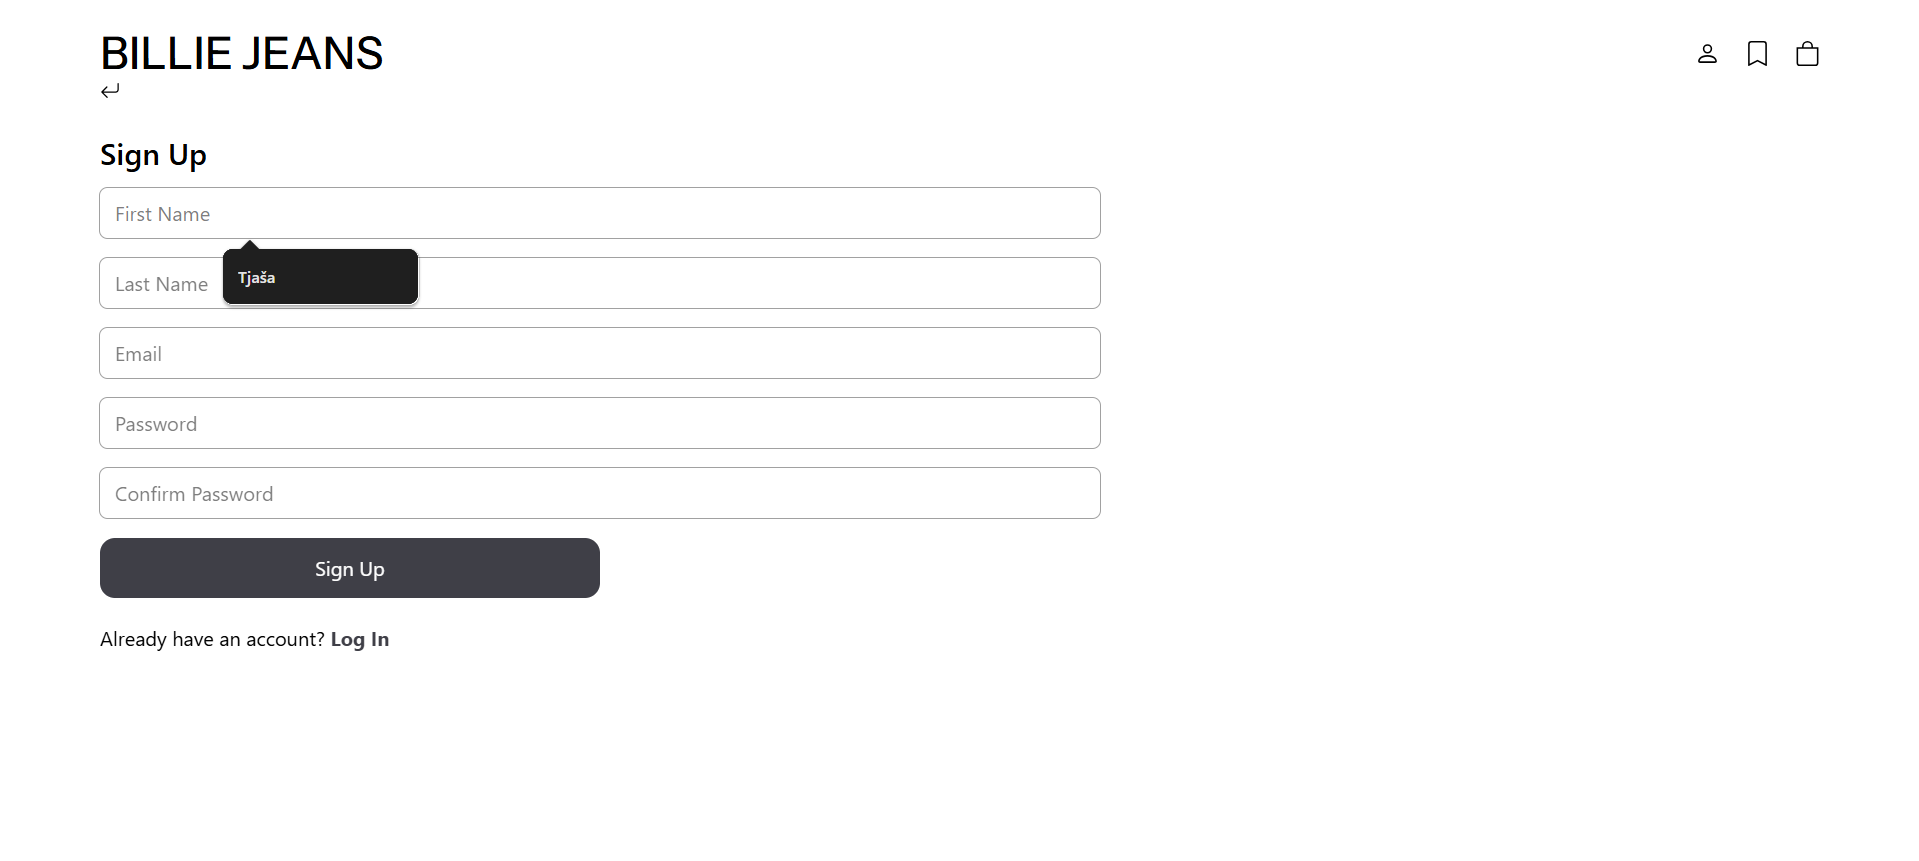 BILLIE JEANS
Sign Up
First Name
Tjaša
Last Name
Email
Password
Confirm Password
Sign Up
Already have an account? Log In